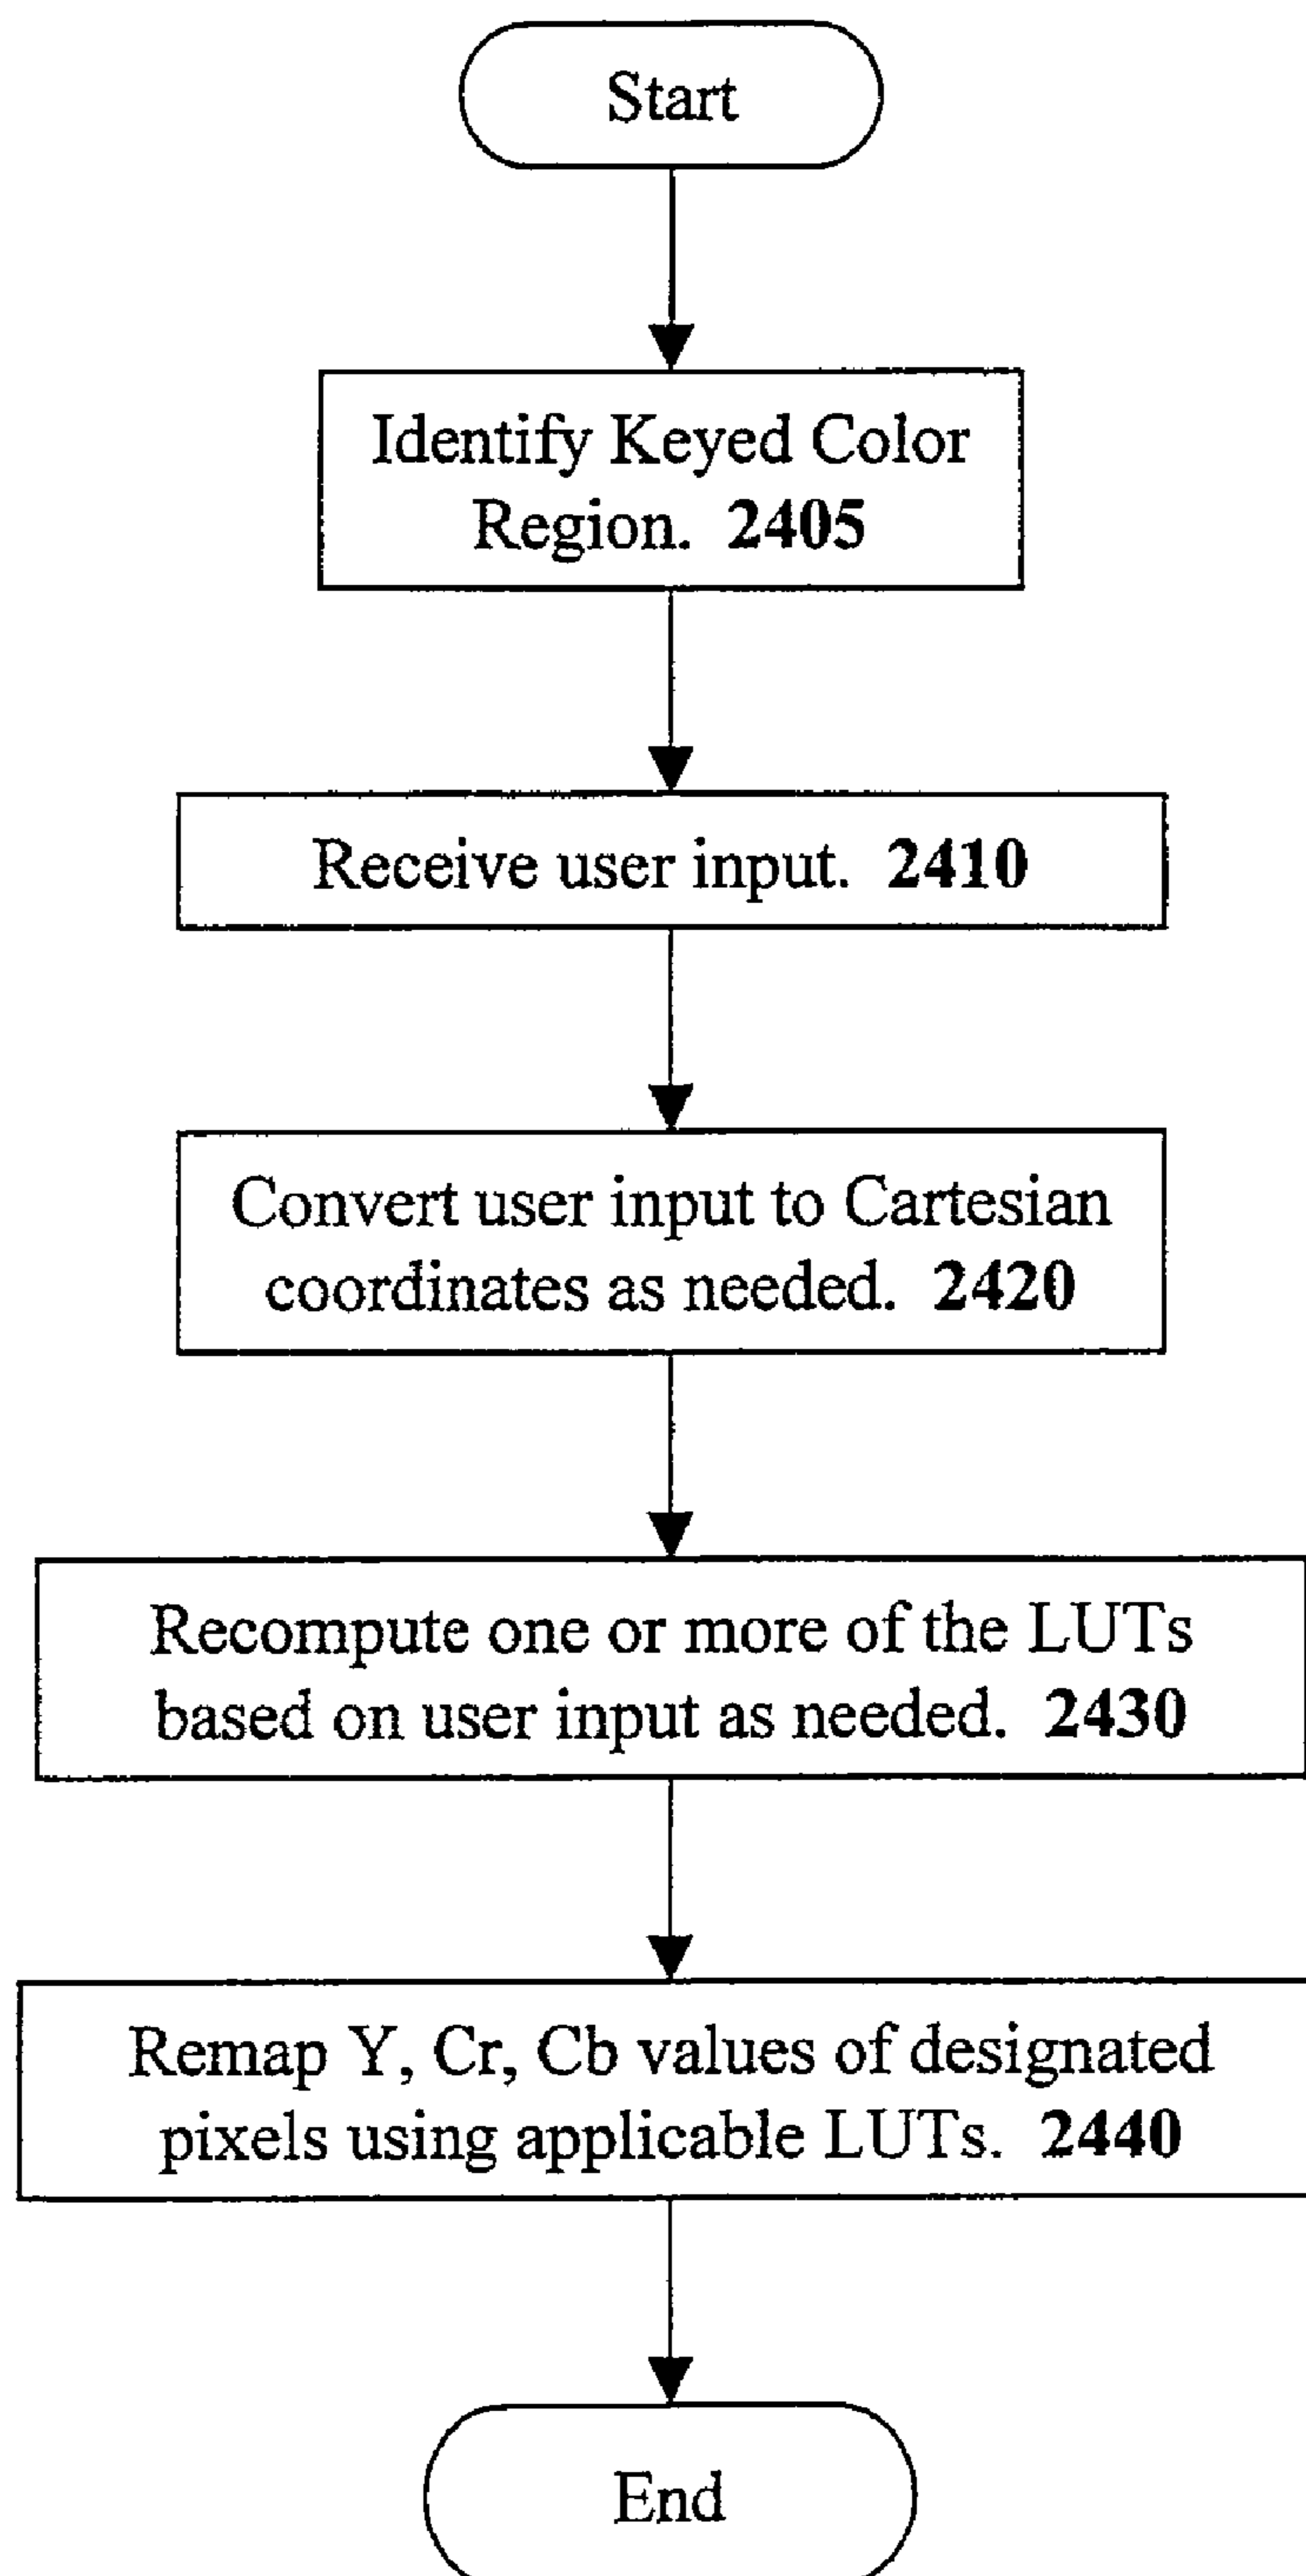 Start
Identify Keyed Color
Region. 2405
Receive user input. 2410
Convert user input to Cartesian
coordinates as needed. 2420
Recompute one or more of the LUTs
based on user input as needed. 2430
Remap Y, Cr, Cb values of designated
pixels using applicable LUTs. 2440
End